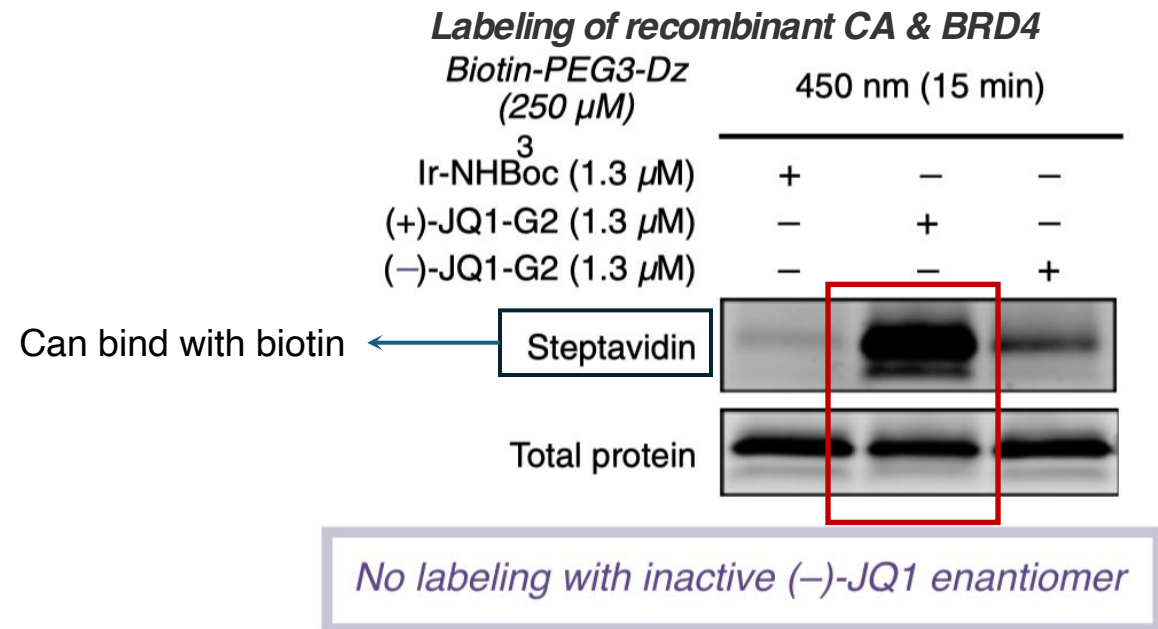 Labeling of recombinant CA & BRD4
Biotin-PEG3-Dz
(250 µM)
450 nm (15 min)
3
Ir-NHBoc (1.3 µM) + – –
(+)-JQ1-G2 (1.3 µM) – + –
(–)-JQ1-G2 (1.3 µM) – – +
Can bind with biotin
Steptavidin
Total protein
No labeling with inactive (–)-JQ1 enantiomer